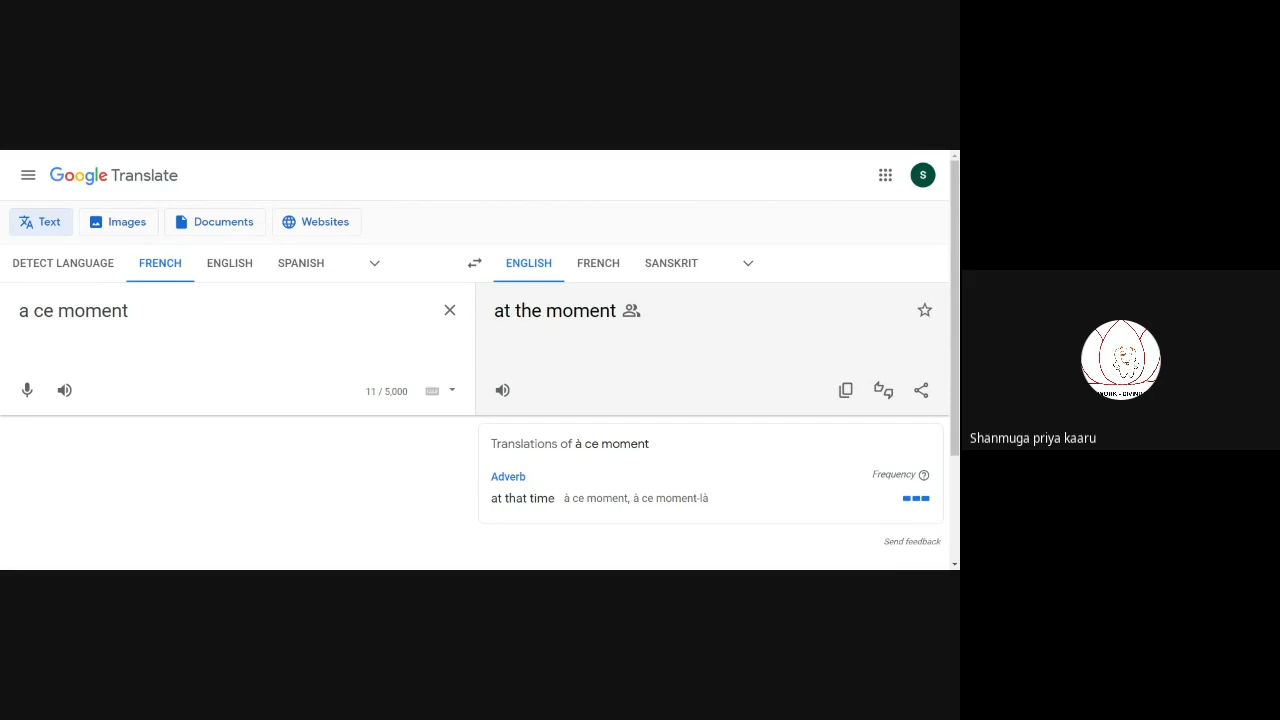 Google Translate
S
Text Images Documents Websites
DETECT LANGUAGE FRENCH ENGLISH SPANISH ENGLISH FRENCH SANSKRIT
a ce moment
at the moment
11 / 5,000
Translations of à ce moment
Adverb
Frequency
at that time à ce moment, à ce moment-là
Send feedback
Shanmuga priya kaaru